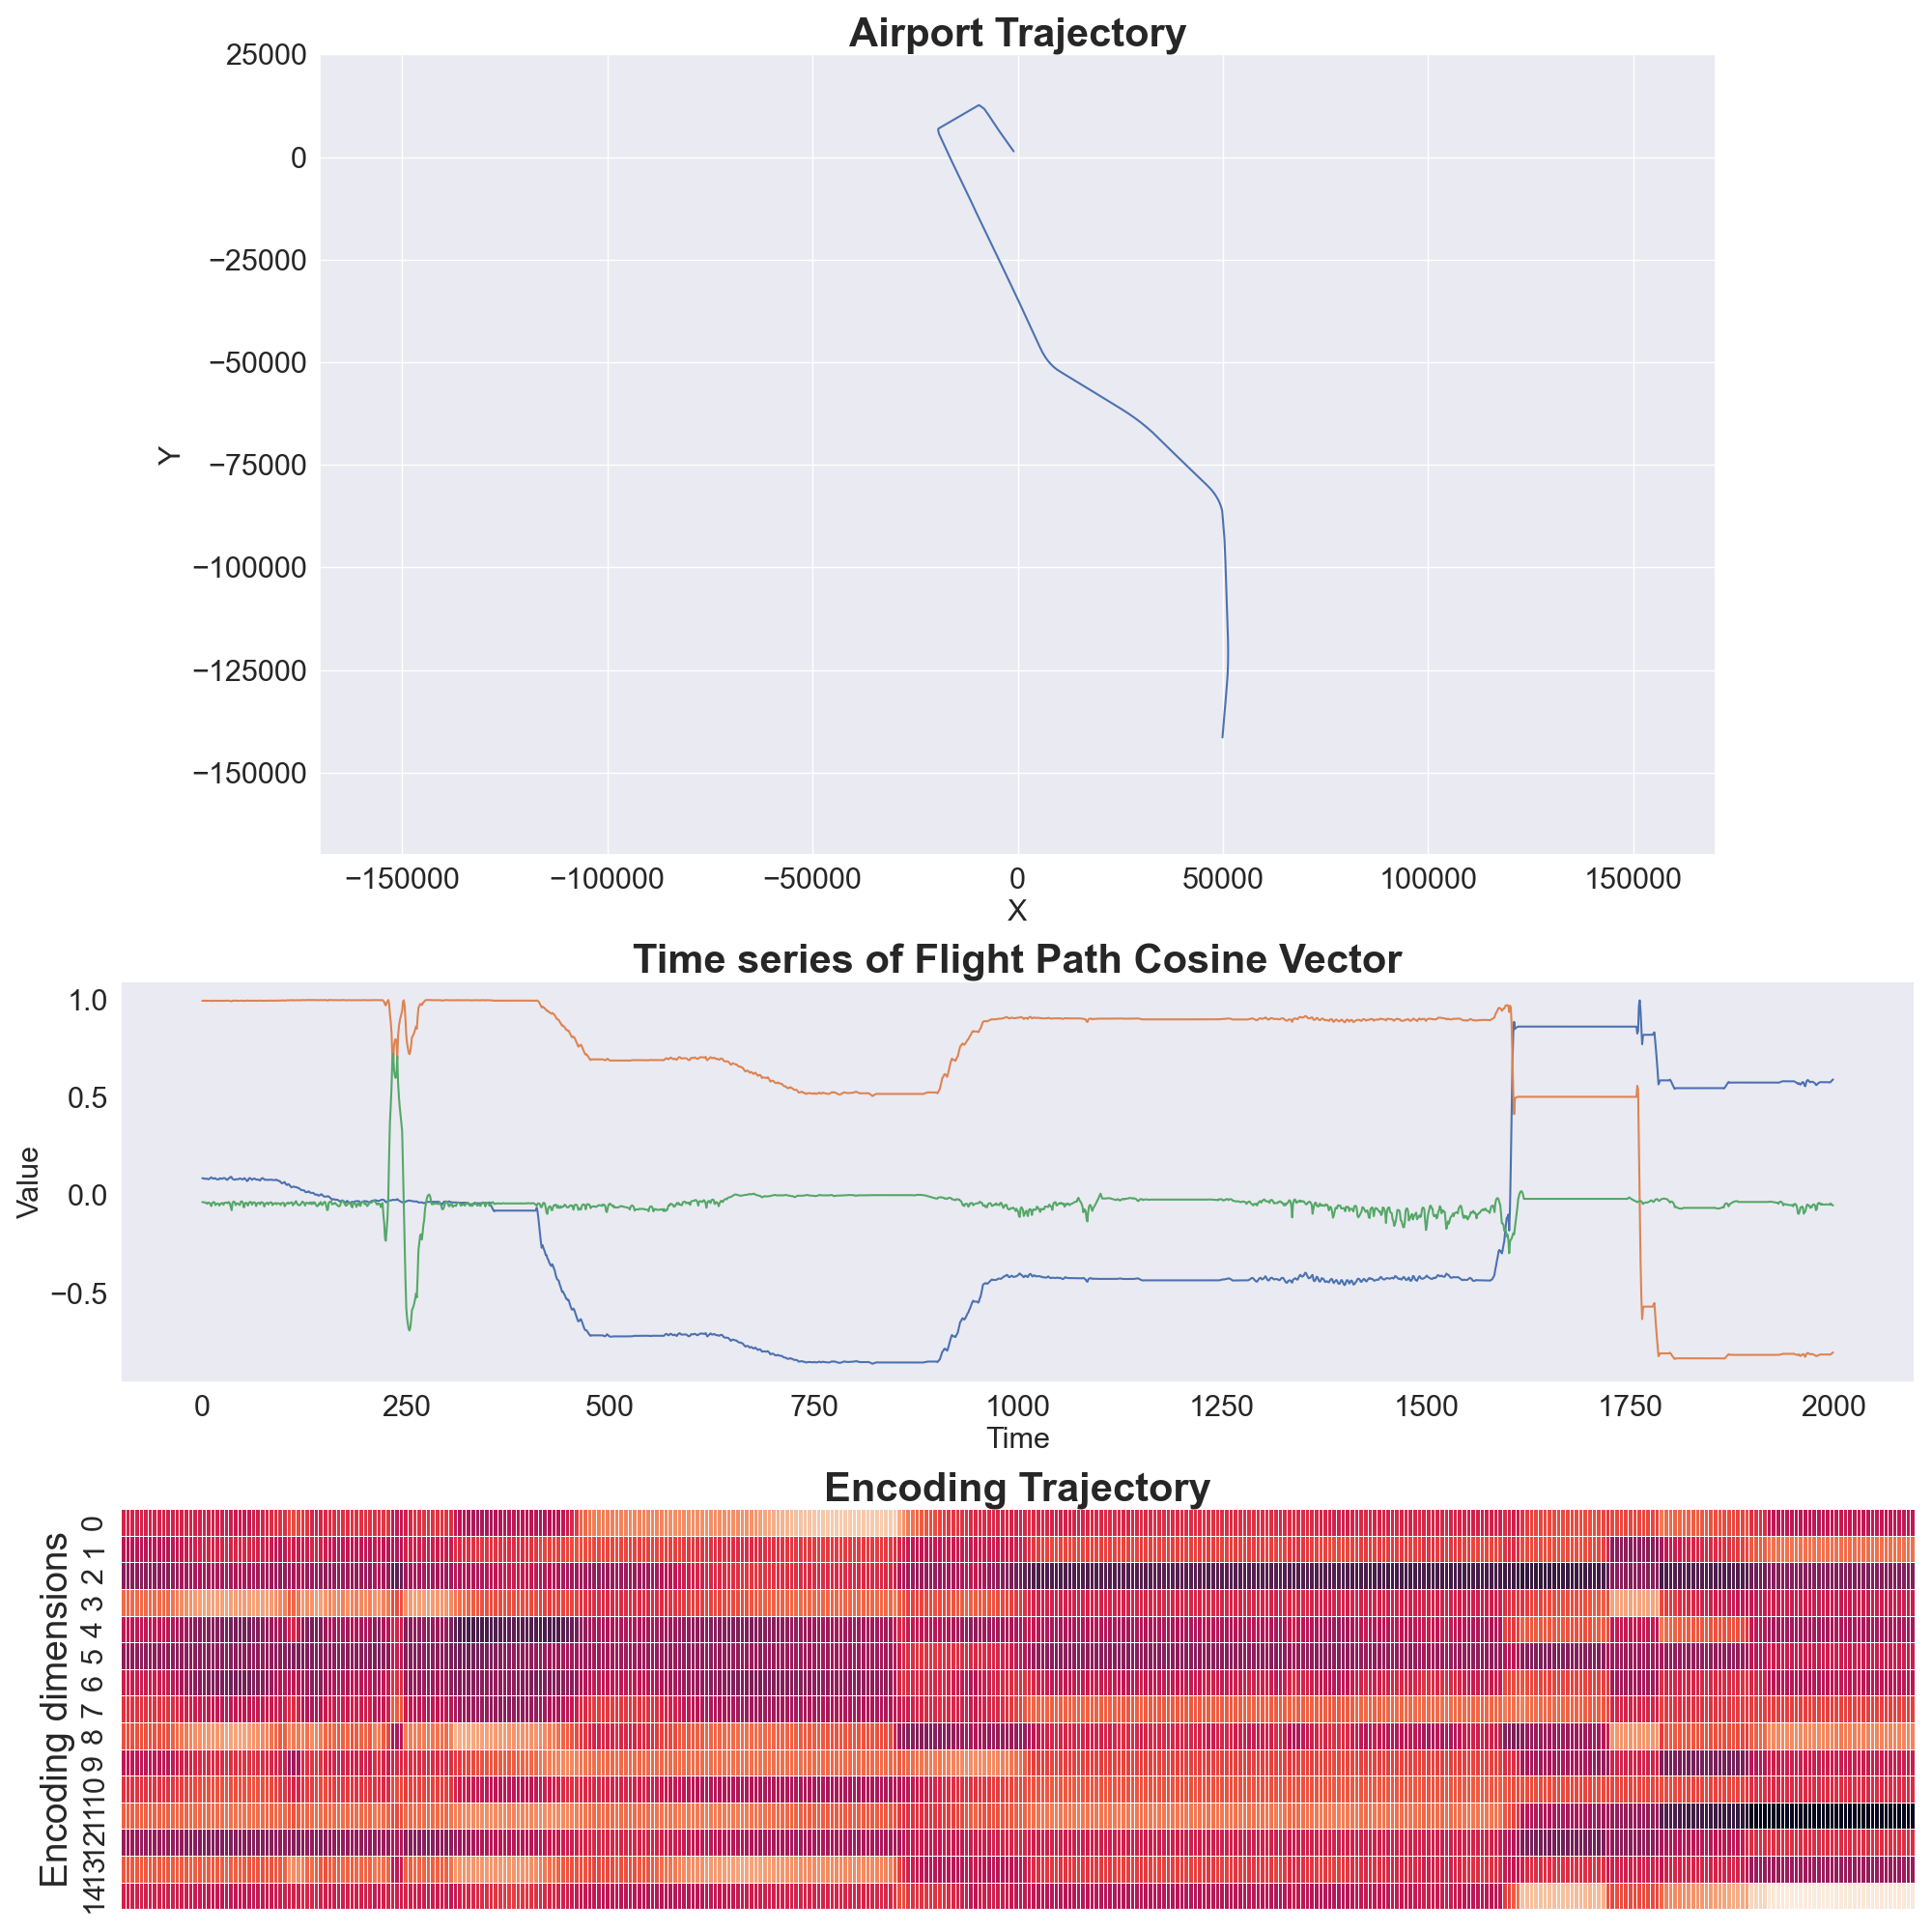 Airport Trajectory
25000
0
−25000
−50000
−75000
−100000
−125000
−150000
Y
−150000 −100000 −50000 0 50000 100000 150000
X
Time series of Flight Path Cosine Vector
1.0
0.5
0.0
−0.5
Value
0 250 500 750 1000 1250 1500 1750 2000
Time
Encoding Trajectory
Encoding dimensions
0
1
2
3
4
5
6
7
8
9
10
11
12
13
14